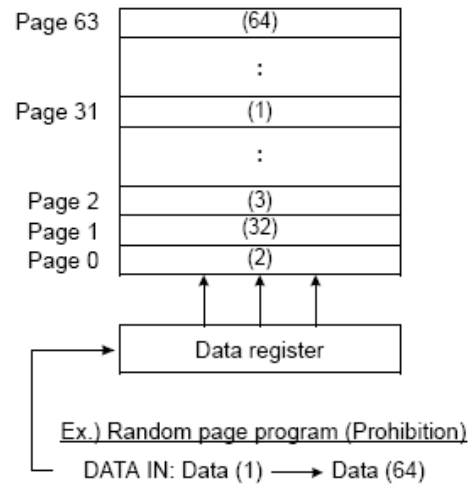 Page 63 (64)
:
Page 31 (1)
:
Page 2 (3)
Page 1 (32)
Page 0 (2)
Data register
Ex.) Random page program (Prohibition)
DATA IN: Data (1) ⟶ Data (64)